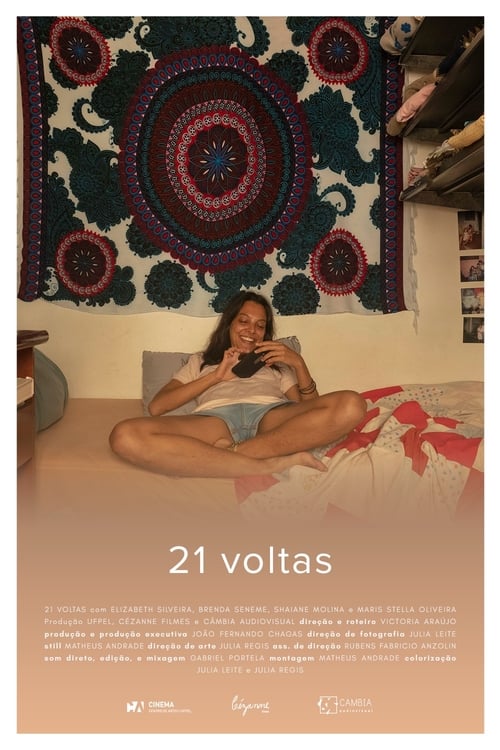 21 voltas
21 VOLTAS com ELIZABETH SILVEIRA, BRENDA SENEME, SHAIANE MOLINA e MARIS STELLA OLIVEIRA
Produção UFPEL, CÉZANNE FILMES e CÂMBIA AUDIOVISUAL direção e roteiro VICTORIA ARAÚJO
produção e produção executiva JOÃO FERNANDO CHAGAS direção de fotografia JULIA LEITE
still MATHEUS ANDRADE direção de arte JULIA REGIS ass. de direção RUBENS FABRICIO ANZOLIN
som direto, edição, e mixagem GABRIEL PORTELA montagem MATHEUS ANDRADE colorização
JULIA LEITE e JULIA REGIS
CINEMA
Cézanne
CAMBIA
audiovisual